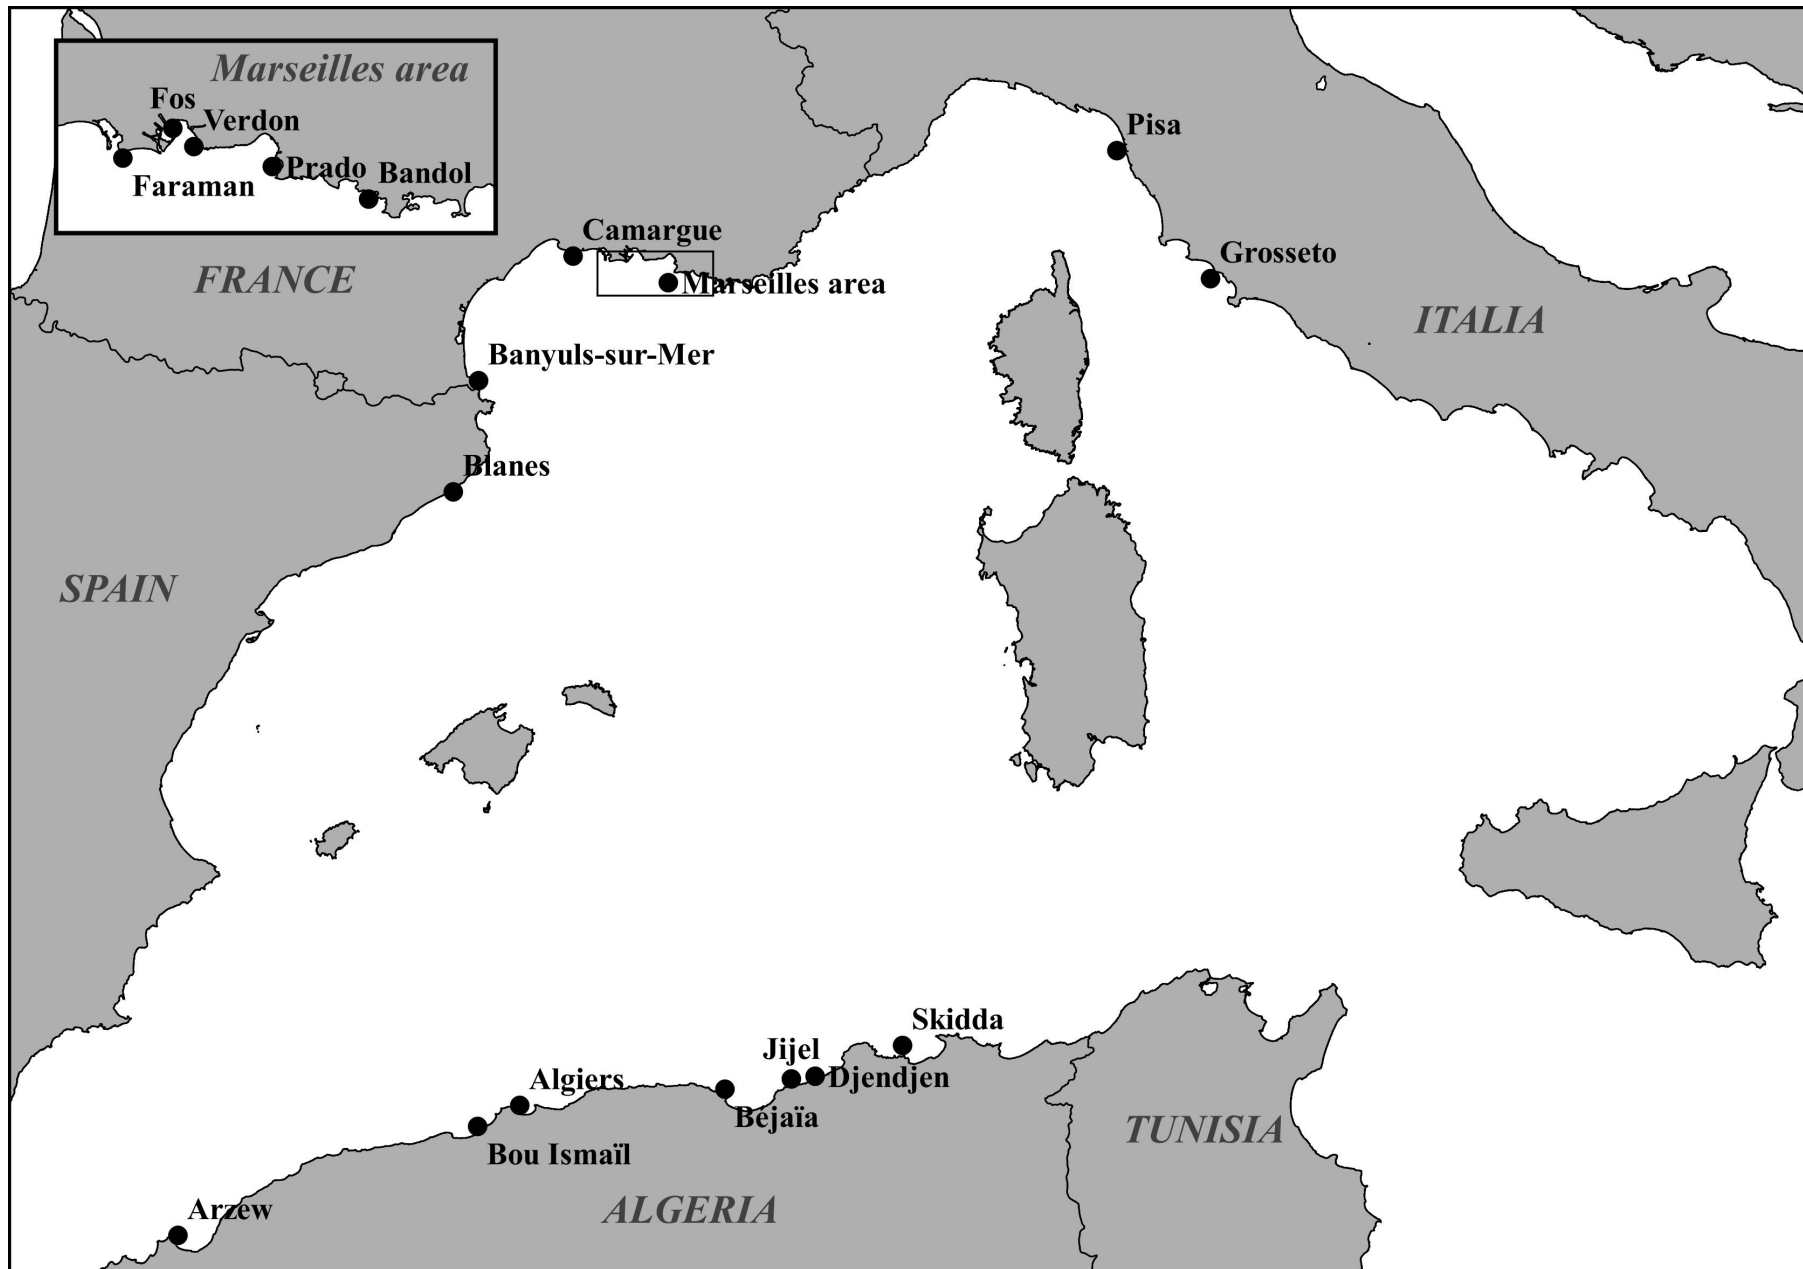 Marseilles area
Fos
Verdon
Prado
Bandol
Faraman
Pisa
Camargue
Grosseto
FRANCE
Marseilles area
ITALIA
Banyuls-sur-Mer
Blanes
SPAIN
Skidda
Jijel
Algiers
Djendjen
Béjaïa
TUNISIA
Bou Ismaïl
Arzew
ALGERIA